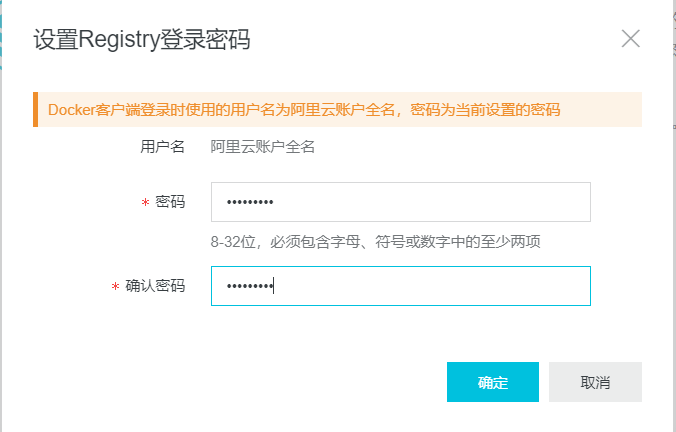 设置Registry登录密码
Docker客户端登录时使用的用户名为阿里云账户全名，密码为当前设置的密码
用户名 阿里云账户全名
* 密码 •••••••••
8-32位，必须包含字母、符号或数字中的至少两项
* 确认密码 •••••••••
确定 取消